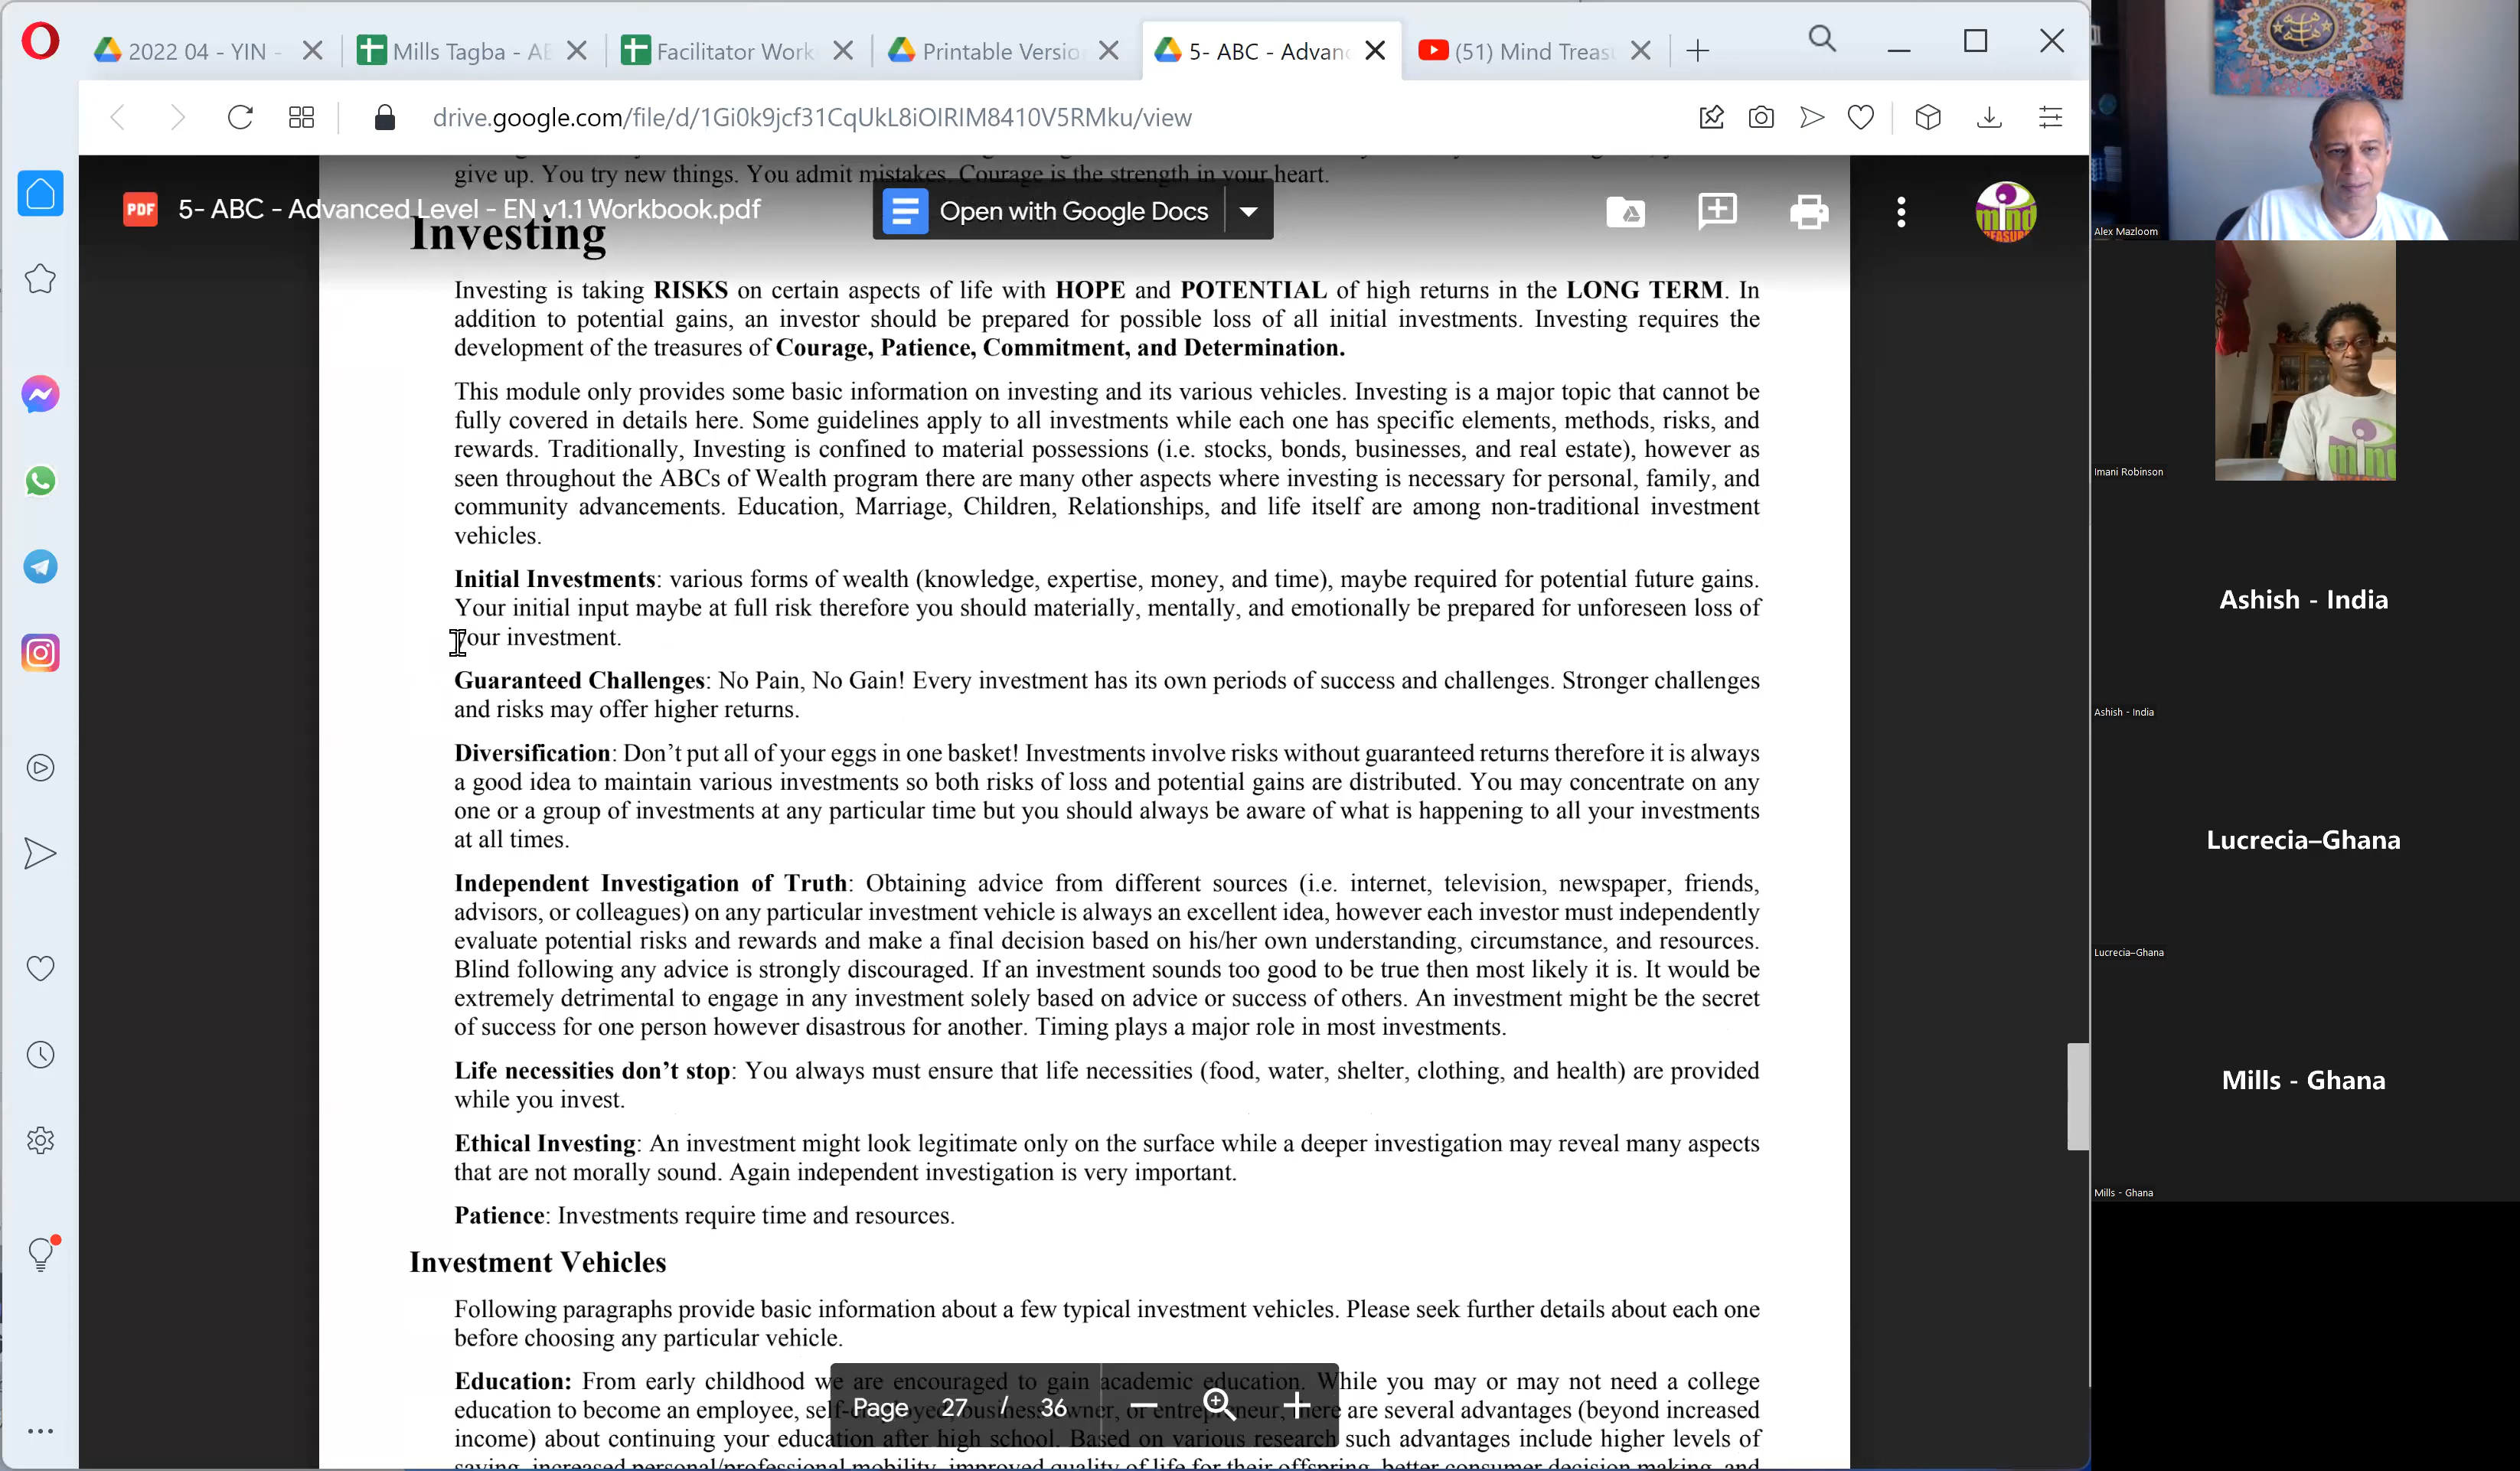 2022 04 - YIN -
Mills Tagba - AB
Facilitator Work
Printable Versio
5- ABC - Advanc
(51) Mind Treas
drive.google.com/file/d/1Gi0k9jcf31CqUkL8iOIRIM8410V5RMku/view
give up. You try new things. You admit mistakes. Courage is the strength in your heart.
PDF 5- ABC - Advanced Level - EN v1.1 Workbook.pdf
Open with Google Docs
Investing
Investing is taking RISKS on certain aspects of life with HOPE and POTENTIAL of high returns in the LONG TERM. In
addition to potential gains, an investor should be prepared for possible loss of all initial investments. Investing requires the
development of the treasures of Courage, Patience, Commitment, and Determination.
This module only provides some basic information on investing and its various vehicles. Investing is a major topic that cannot be
fully covered in details here. Some guidelines apply to all investments while each one has specific elements, methods, risks, and
rewards. Traditionally, Investing is confined to material possessions (i.e. stocks, bonds, businesses, and real estate), however as
seen throughout the ABCs of Wealth program there are many other aspects where investing is necessary for personal, family, and
community advancements. Education, Marriage, Children, Relationships, and life itself are among non-traditional investment
vehicles.
Initial Investments: various forms of wealth (knowledge, expertise, money, and time), maybe required for potential future gains.
Your initial input maybe at full risk therefore you should materially, mentally, and emotionally be prepared for unforeseen loss of
your investment.
Guaranteed Challenges: No Pain, No Gain! Every investment has its own periods of success and challenges. Stronger challenges
and risks may offer higher returns.
Diversification: Don't put all of your eggs in one basket! Investments involve risks without guaranteed returns therefore it is always
a good idea to maintain various investments so both risks of loss and potential gains are distributed. You may concentrate on any
one or a group of investments at any particular time but you should always be aware of what is happening to all your investments
at all times.
Independent Investigation of Truth: Obtaining advice from different sources (i.e. internet, television, newspaper, friends,
advisors, or colleagues) on any particular investment vehicle is always an excellent idea, however each investor must independently
evaluate potential risks and rewards and make a final decision based on his/her own understanding, circumstance, and resources.
Blind following any advice is strongly discouraged. If an investment sounds too good to be true then most likely it is. It would be
extremely detrimental to engage in any investment solely based on advice or success of others. An investment might be the secret
of success for one person however disastrous for another. Timing plays a major role in most investments.
Life necessities don't stop: You always must ensure that life necessities (food, water, shelter, clothing, and health) are provided
while you invest.
Ethical Investing: An investment might look legitimate only on the surface while a deeper investigation may reveal many aspects
that are not morally sound. Again independent investigation is very important.
Patience: Investments require time and resources.
Investment Vehicles
Following paragraphs provide basic information about a few typical investment vehicles. Please seek further details about each one
before choosing any particular vehicle.
Education: From early childhood we are encouraged to gain academic education. While you may or may not need a college
education to become an employee, self-employed, business owner, or entrepreneur, there are several advantages (beyond increased
income) about continuing your education after high school. Based on various research such advantages include higher levels of
saving, increased personal/professional mobility, improved quality of life for their offspring, better consumer decision making, and
Page 27 / 36
Alex Mazloom
Imani Robinson
Ashish - India
Ashish - India
Lucrecia–Ghana
Lucrecia–Ghana
Mills - Ghana
Mills - Ghana
mind
TREASURE
mind